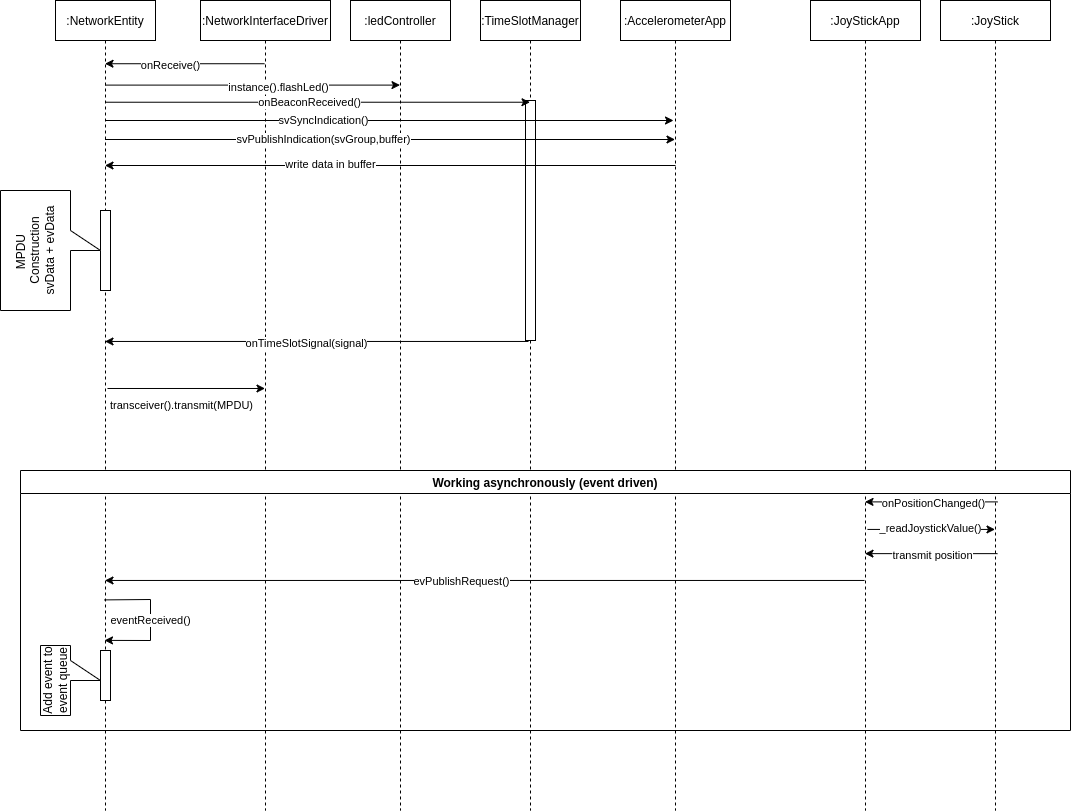 :NetworkEntity
:NetworkInterfaceDriver
:ledController
:TimeSlotManager
:AccelerometerApp
:JoyStickApp
:JoyStick
onReceive()
instance().flashLed()
onBeaconReceived()
svSyncIndication()
svPublishIndication(svGroup,buffer)
write data in buffer
MPDU
Construction
svData + evData
onTimeSlotSignal(signal)
transceiver().transmit(MPDU)
Working asynchronously (event driven)
onPositionChanged()
_readJoystickValue()
transmit position
evPublishRequest()
eventReceived()
Add event to
event queue